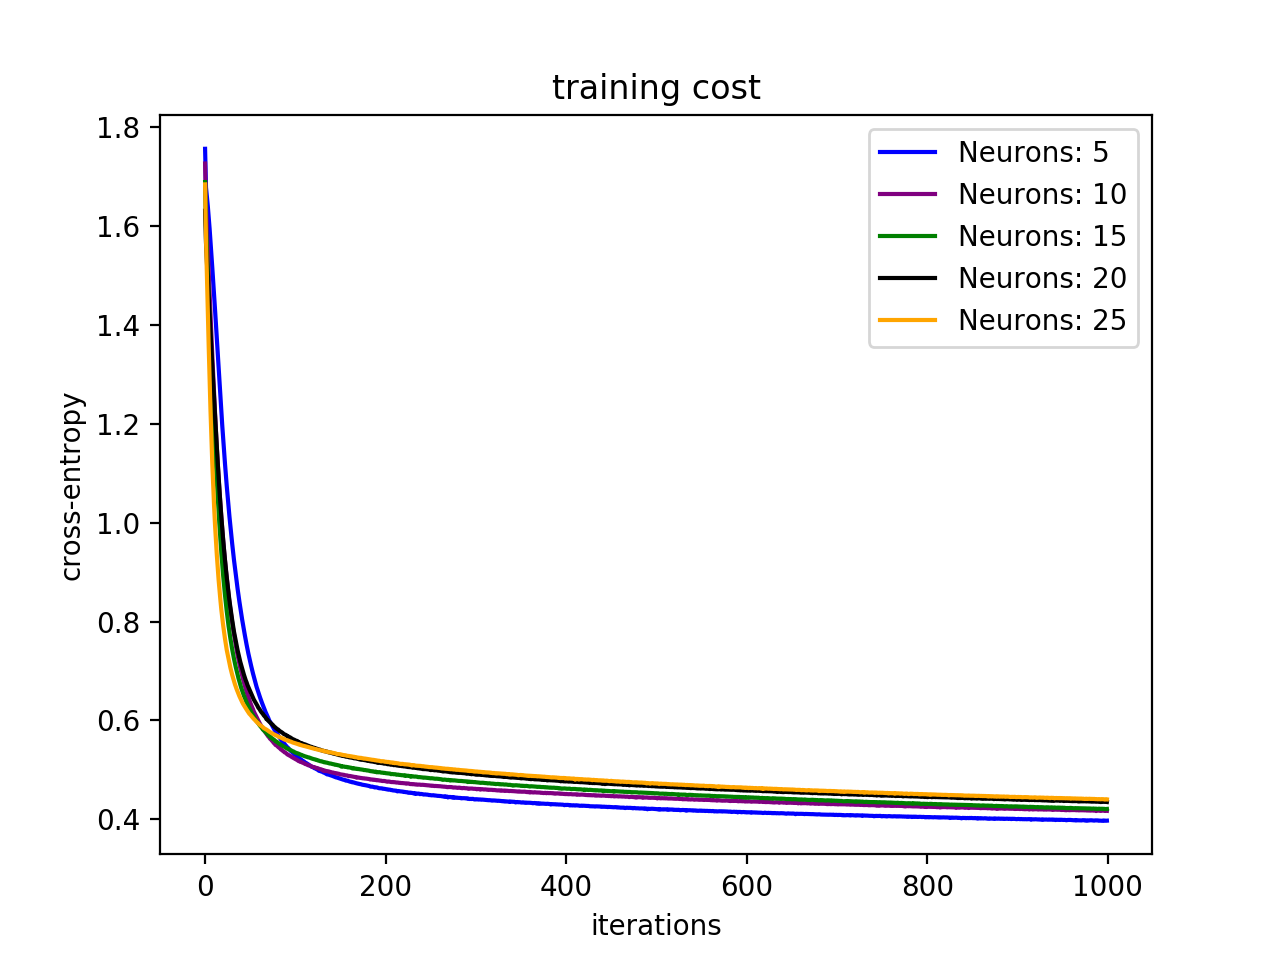 training cost
1.8
1.6
1.4
1.2
1.0
0.8
0.6
0.4
cross-entropy
Neurons: 5
Neurons: 10
Neurons: 15
Neurons: 20
Neurons: 25
0 200 400 600 800 1000
iterations